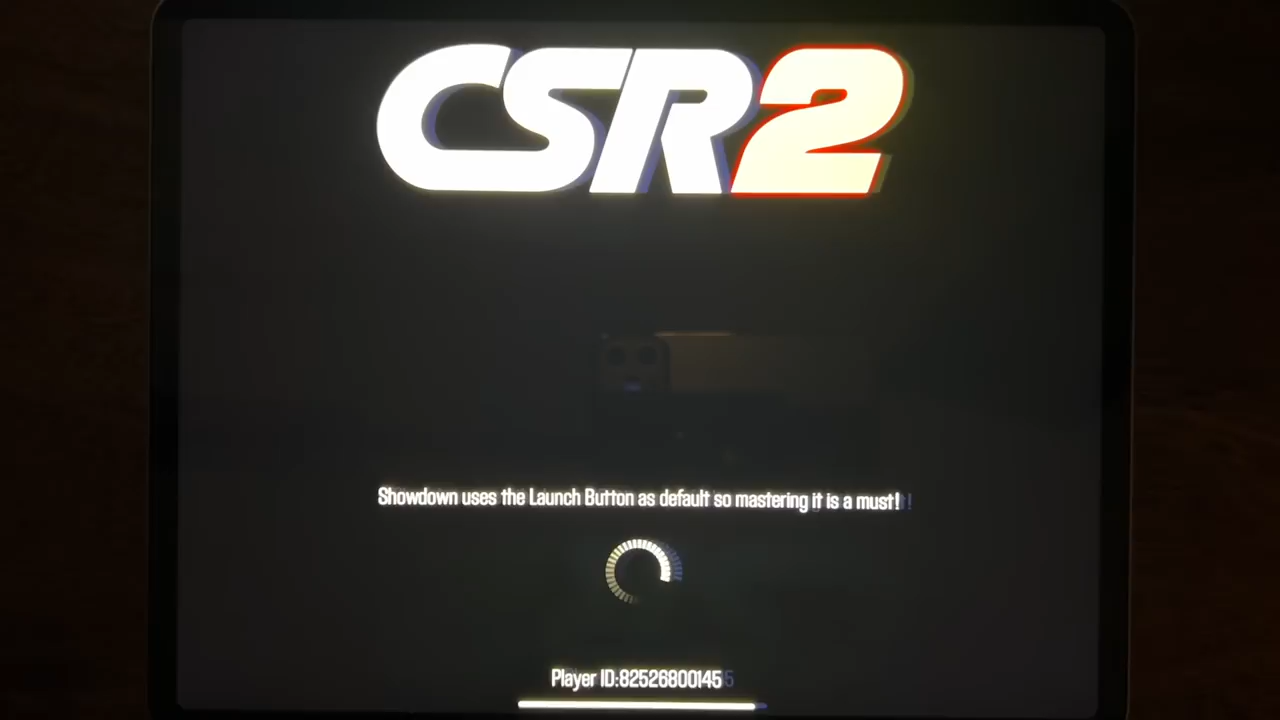 CSR2
Showdown uses the Launch Button as default so mastering it is a must!
Player ID:82526800145